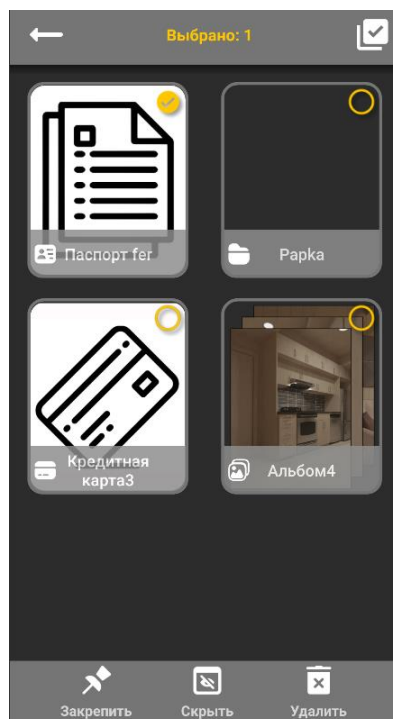 Выбрано: 1
Паспорт fer
Papka
Кредитная
карта3
Альбом4
Закрепить
Скрыть
Удалить